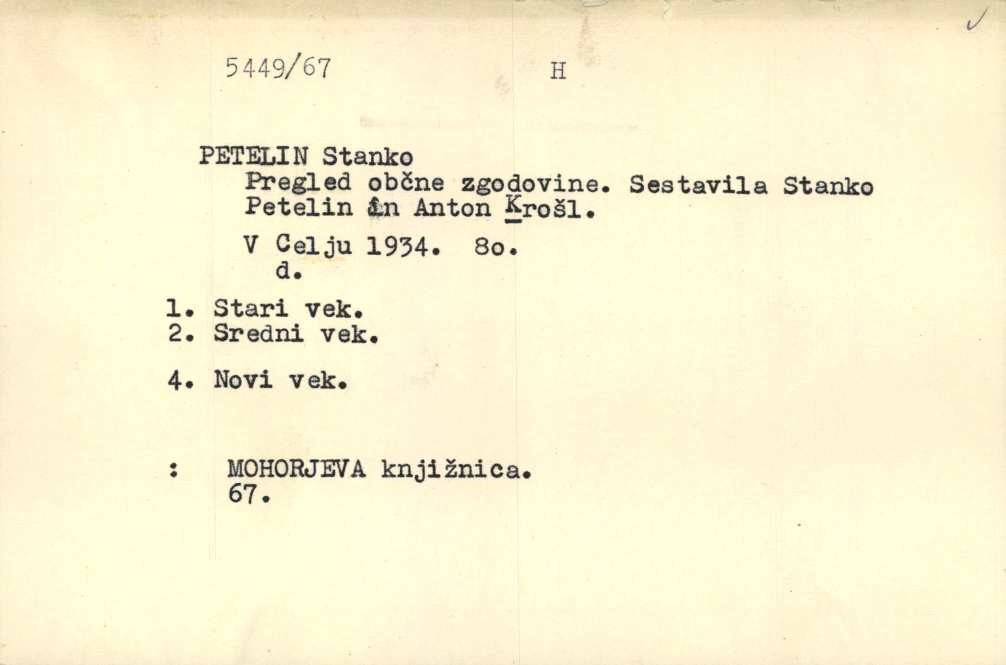 5449/67 H
PETELIN Stanko
Pregled občne zgodovine. Sestavila Stanko
Petelin in Anton Krošl.
V Celju 1934. 8o.
d.
1. Stari vek.
2. Sredni vek.
4. Novi vek.
: MOHORJEVA knjižnica.
67.